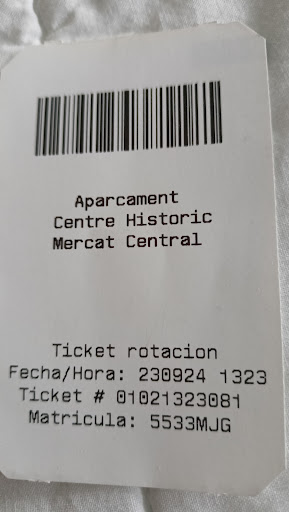 Aparcament
Centre Historic
Mercat Central
Ticket rotacion
Fecha/Hora: 230924 1323
Ticket # 01021323081
Matricula: 5533MJG